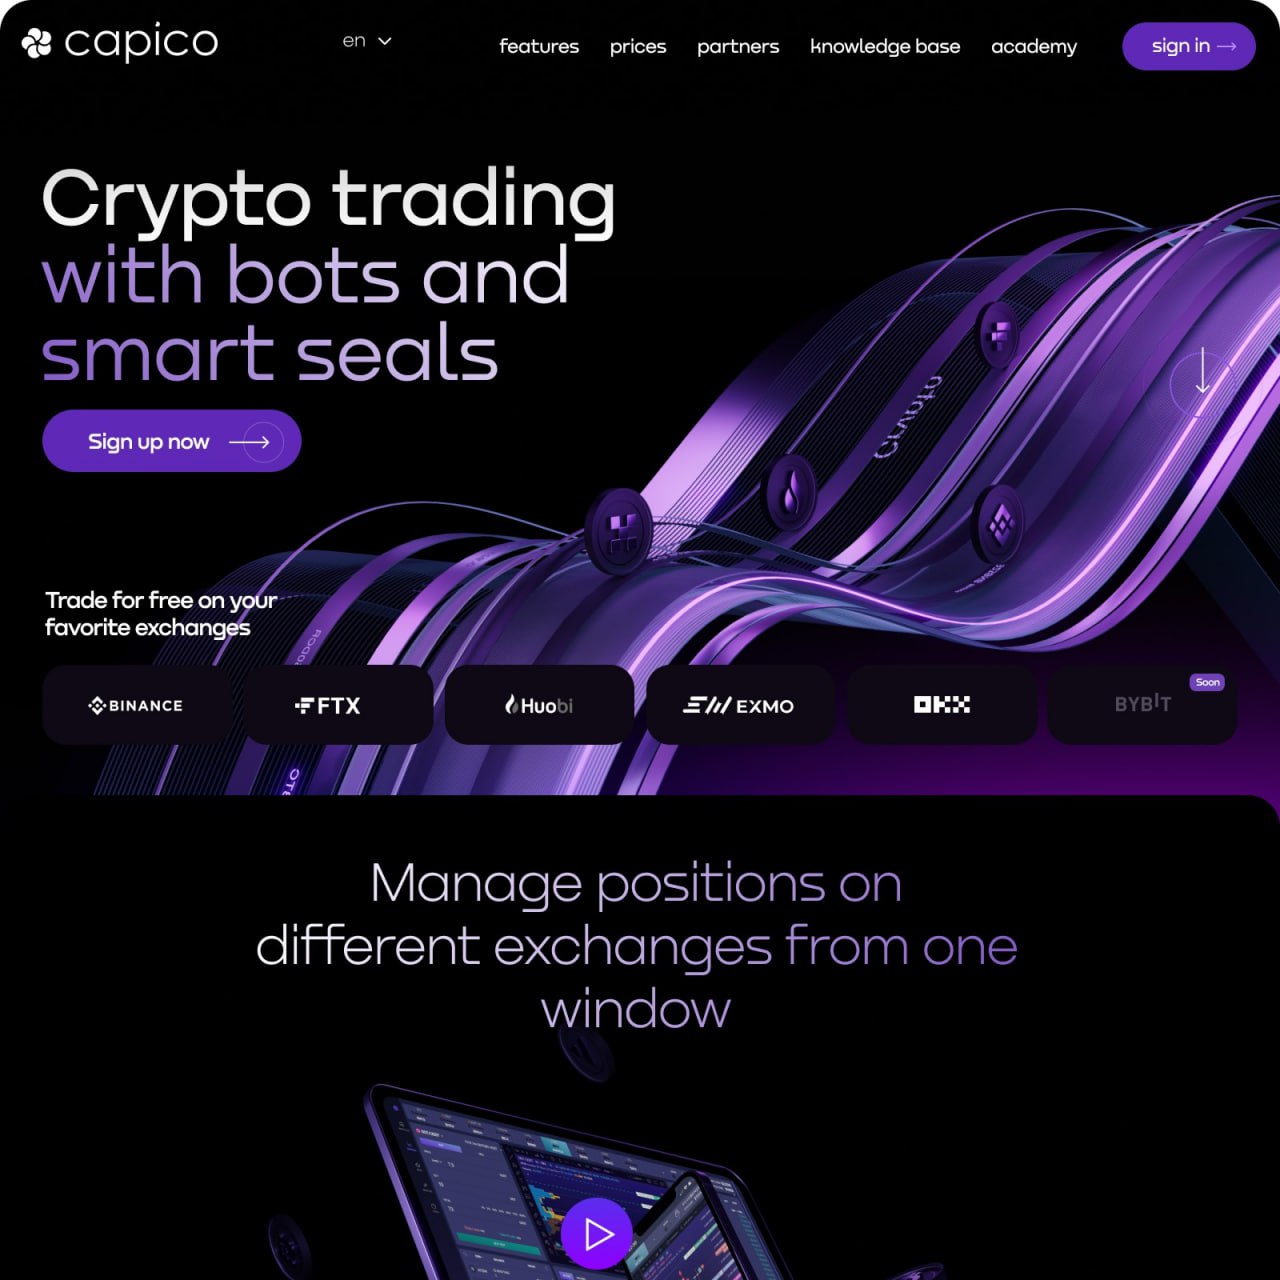 capico
en
features
prices
partners
knowledge base
academy
sign in
Crypto trading
with bots and
smart seals
Sign up now
Crypto
Trade for free on your
favorite exchanges
BINANCE
FTX
Huobi
EXMO
OKX
BYBIT
Soon
Manage positions on
different exchanges from one
window